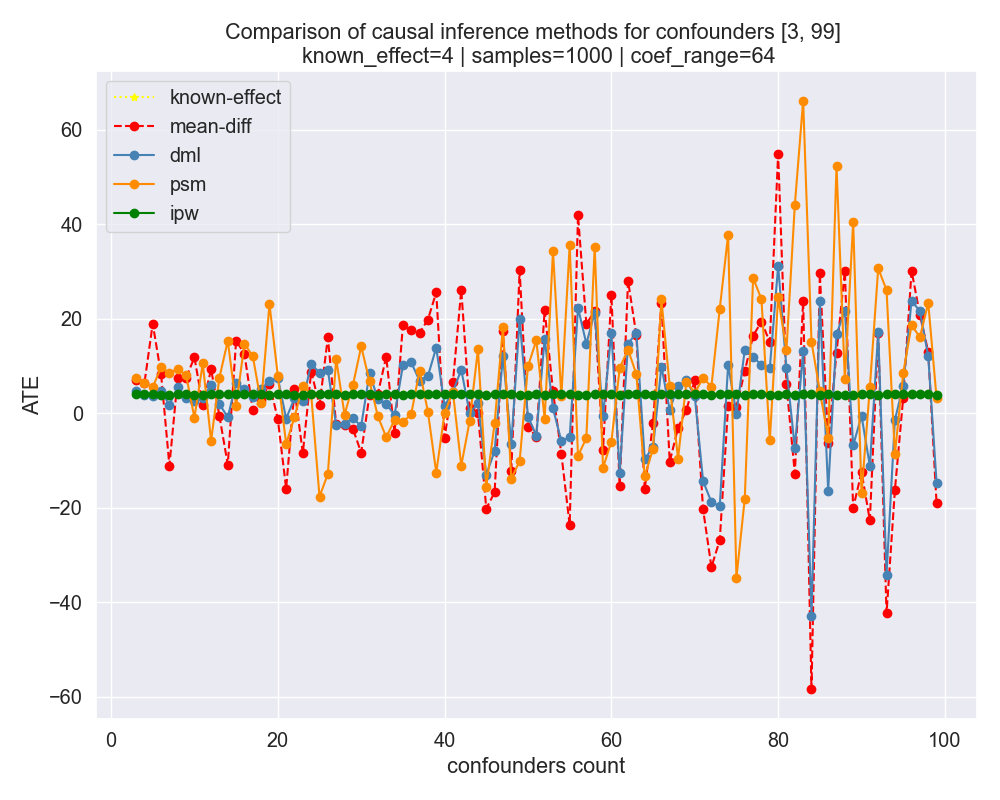 Comparison of causal inference methods for confounders [3, 99]
known_effect=4 | samples=1000 | coef_range=64
known-effect
mean-diff
dml
psm
ipw
ATE
60
40
20
0
−20
−40
−60
0
20
40
60
80
100
confounders count